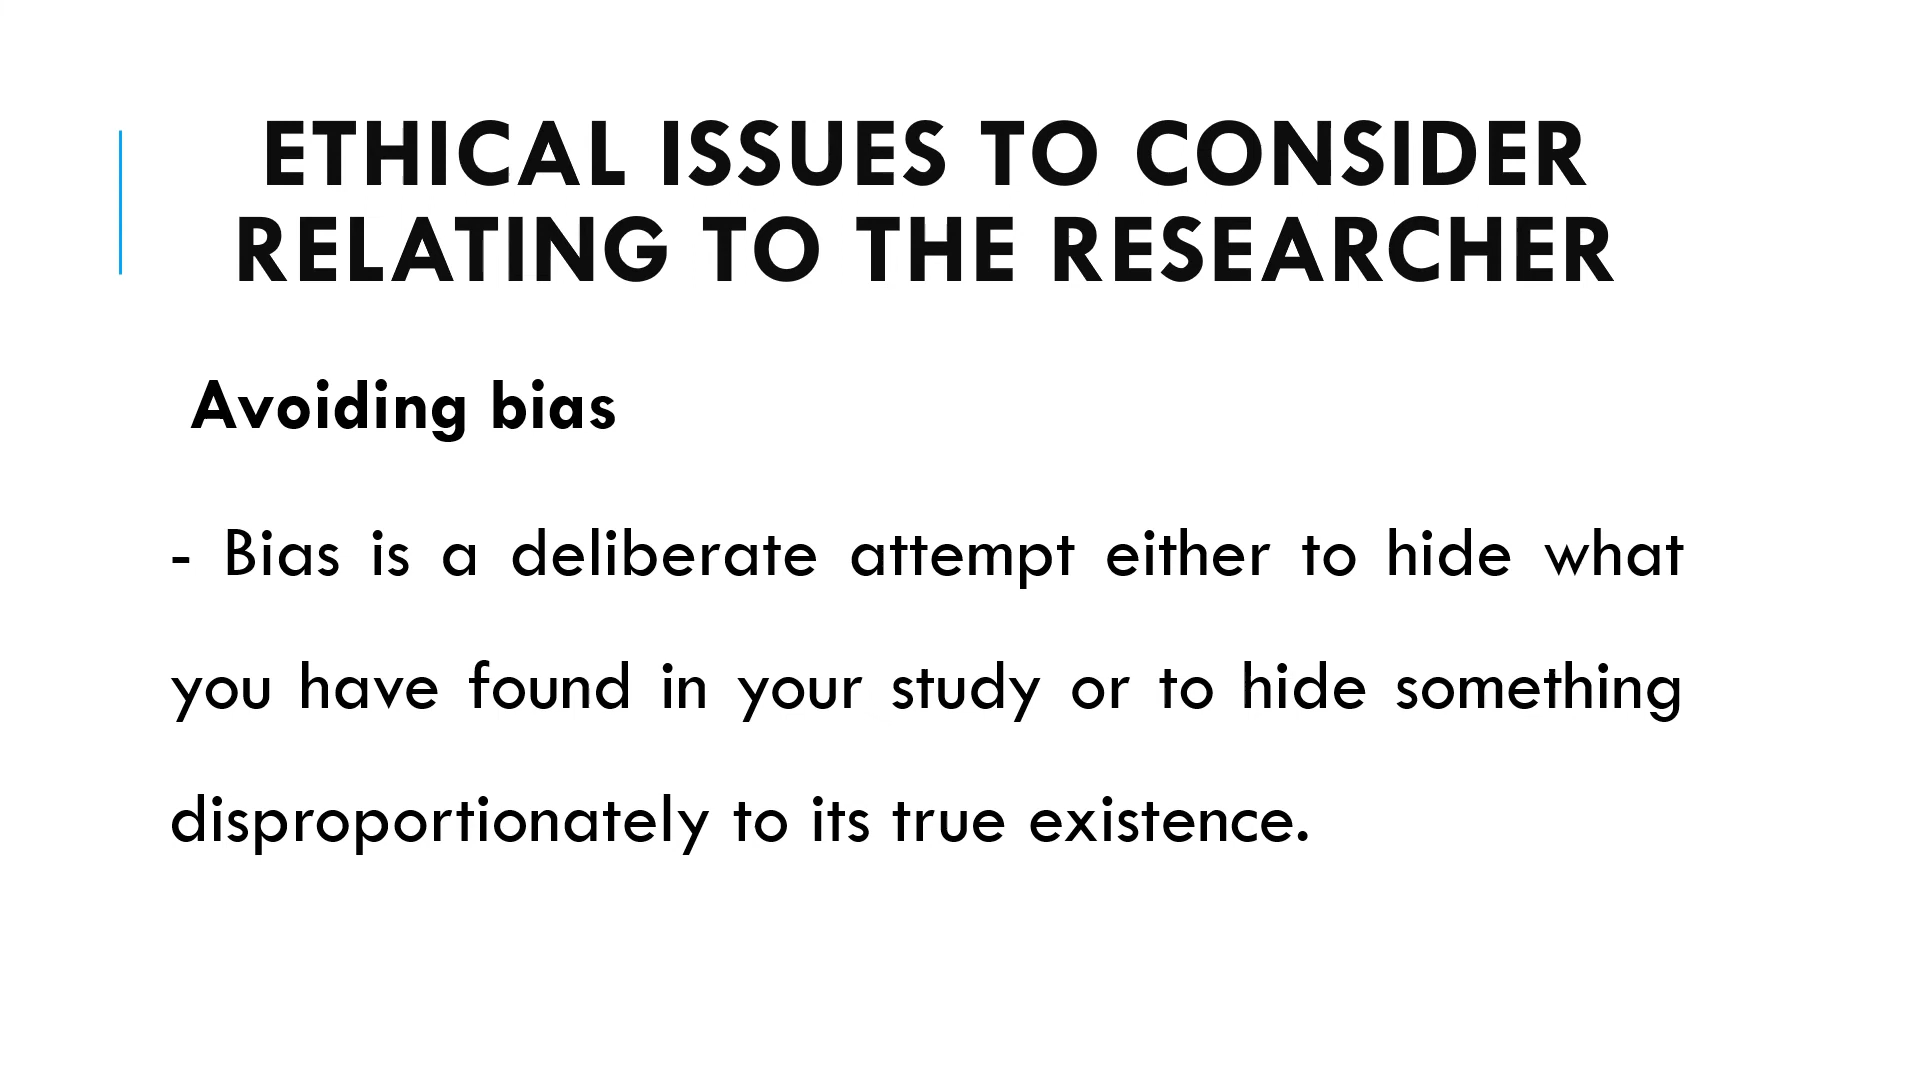 ETHICAL ISSUES TO CONSIDER
RELATING TO THE RESEARCHER
Avoiding bias
- Bias is a deliberate attempt either to hide what
you have found in your study or to hide something
disproportionately to its true existence.